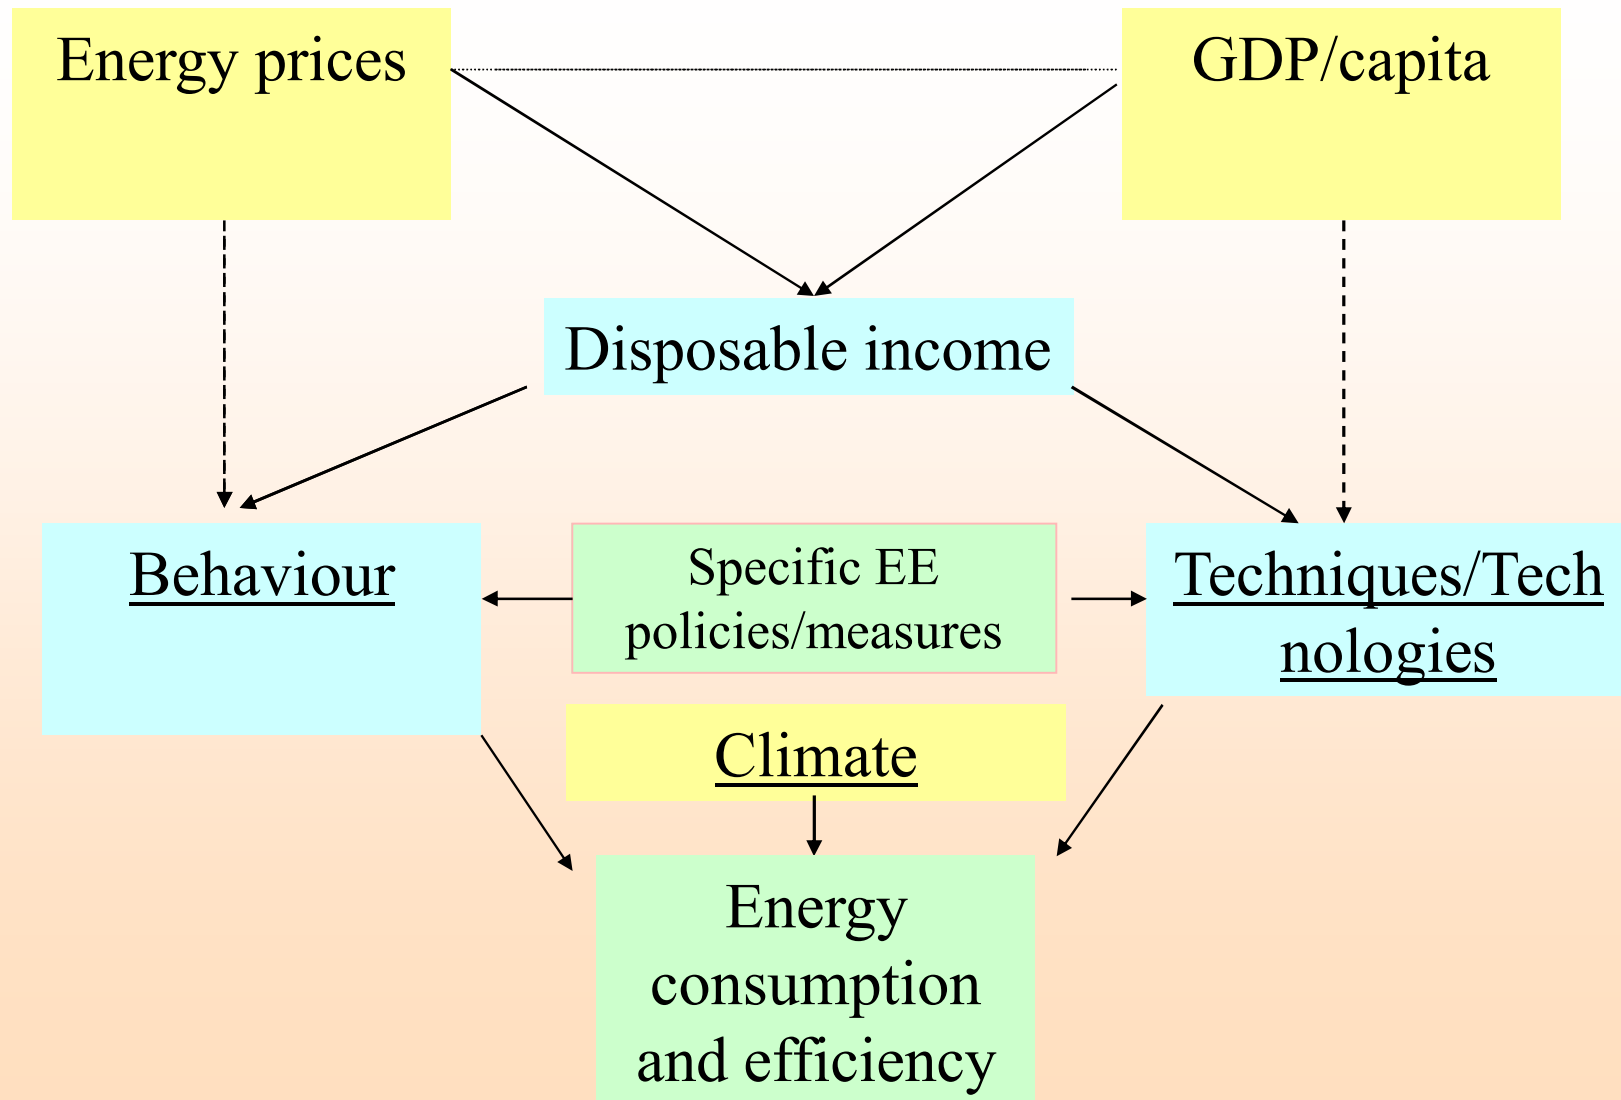 Energy prices
GDP/capita
Disposable income
Behaviour
Specific EE
policies/measures
Techniques/Tech
nologies
Climate
Energy
consumption
and efficiency